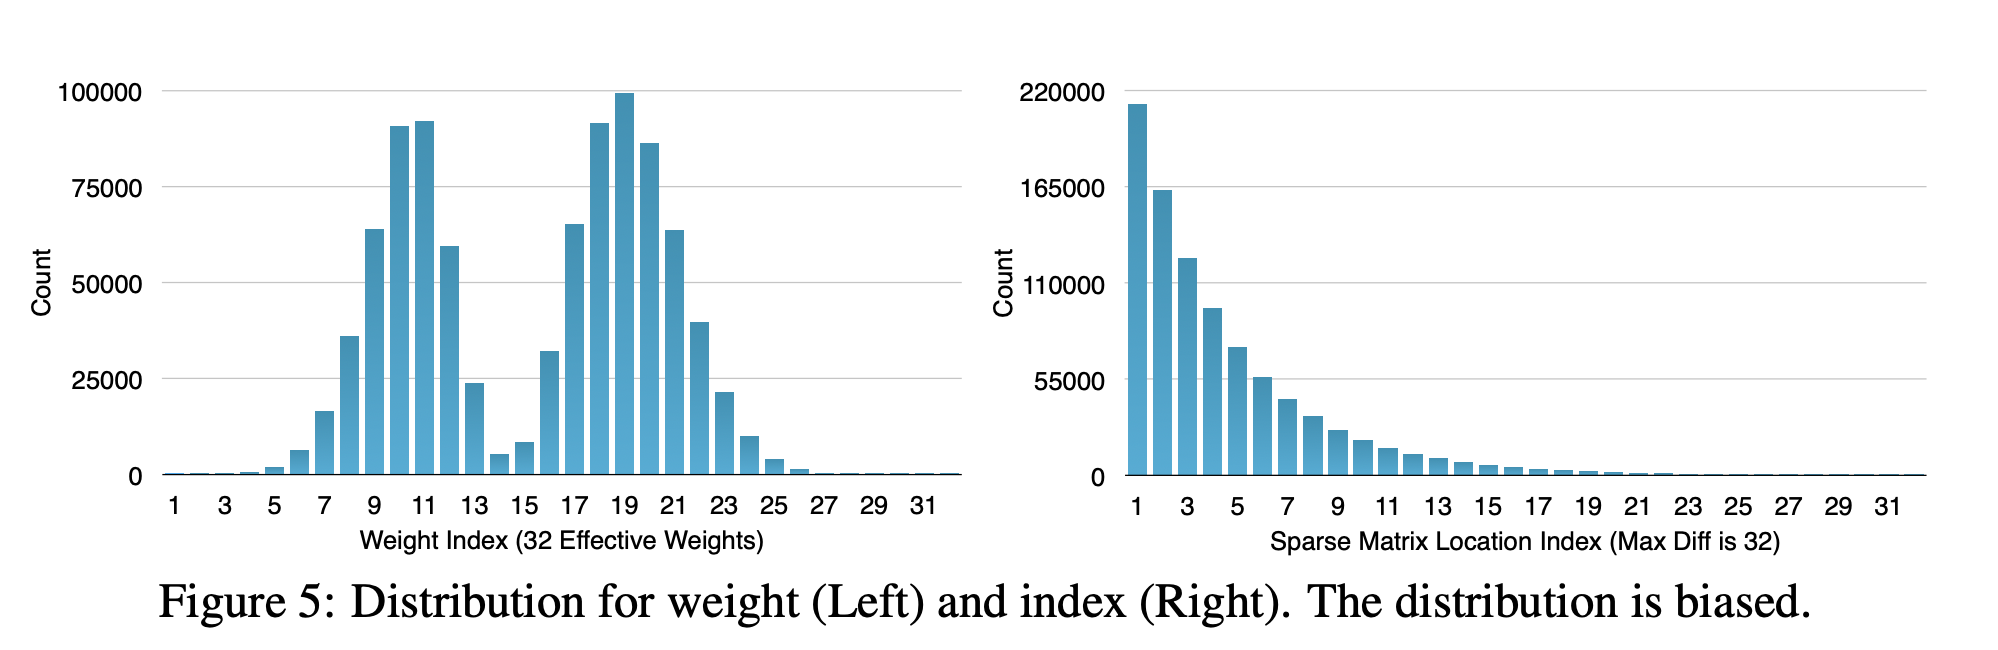 100000
75000
50000
25000
0
Count
1 3 5 7 9 11 13 15 17 19 21 23 25 27 29 31
Weight Index (32 Effective Weights)
220000
165000
110000
55000
0
Count
1 3 5 7 9 11 13 15 17 19 21 23 25 27 29 31
Sparse Matrix Location Index (Max Diff is 32)
Figure 5: Distribution for weight (Left) and index (Right). The distribution is biased.